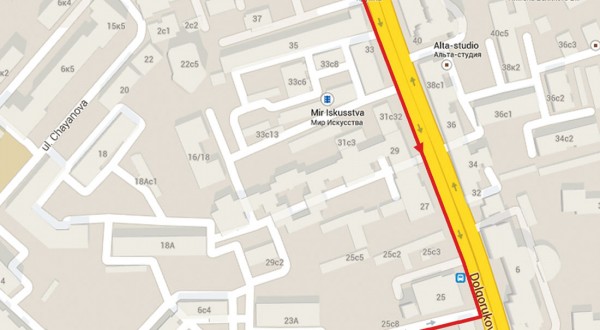 6к4
37
15к5
2с1
2с2
35
33
22
22с5
33с8
Alta-studio
Альта-студия
40с5
36с3
6к5
33с6
38к2
20
38с1
Mir Iskusstva
Мир Искусства
31с32
36с1
ul. Chayanova
33с13
36
31с3
34с2
18
16/18
29
34
18Ас1
32
27
18А
25с3
25с2
25с5
29с2
6
4
Dolgorukov
25
6с4
23А
25с8